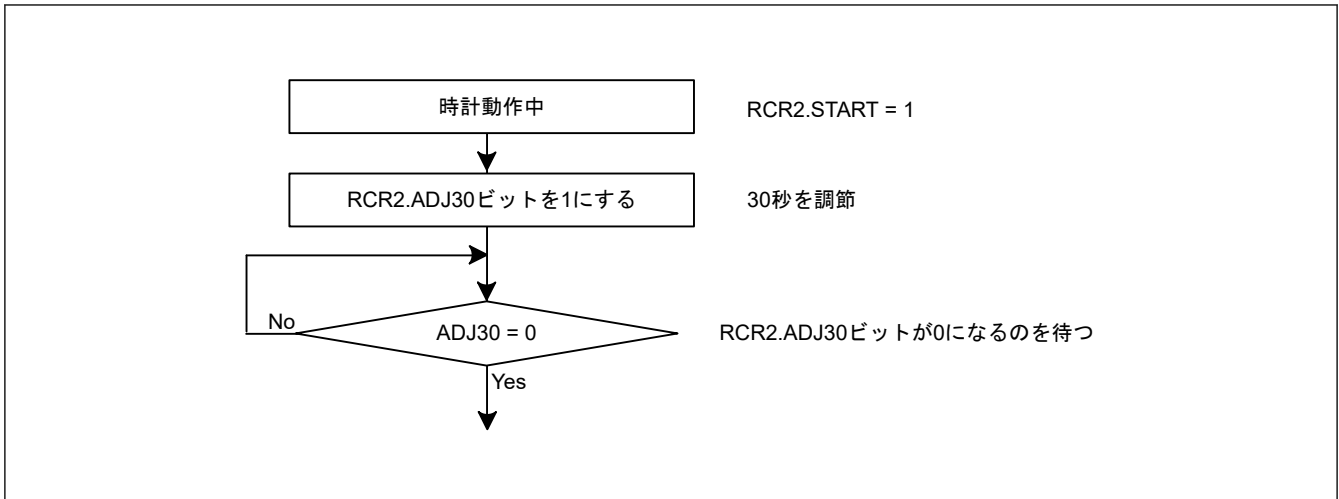 時計動作中
RCR2.START = 1
RCR2.ADJ30ビットを1にする
30秒を調節
No
ADJ30 = 0
RCR2.ADJ30ビットが0になるのを待つ
Yes